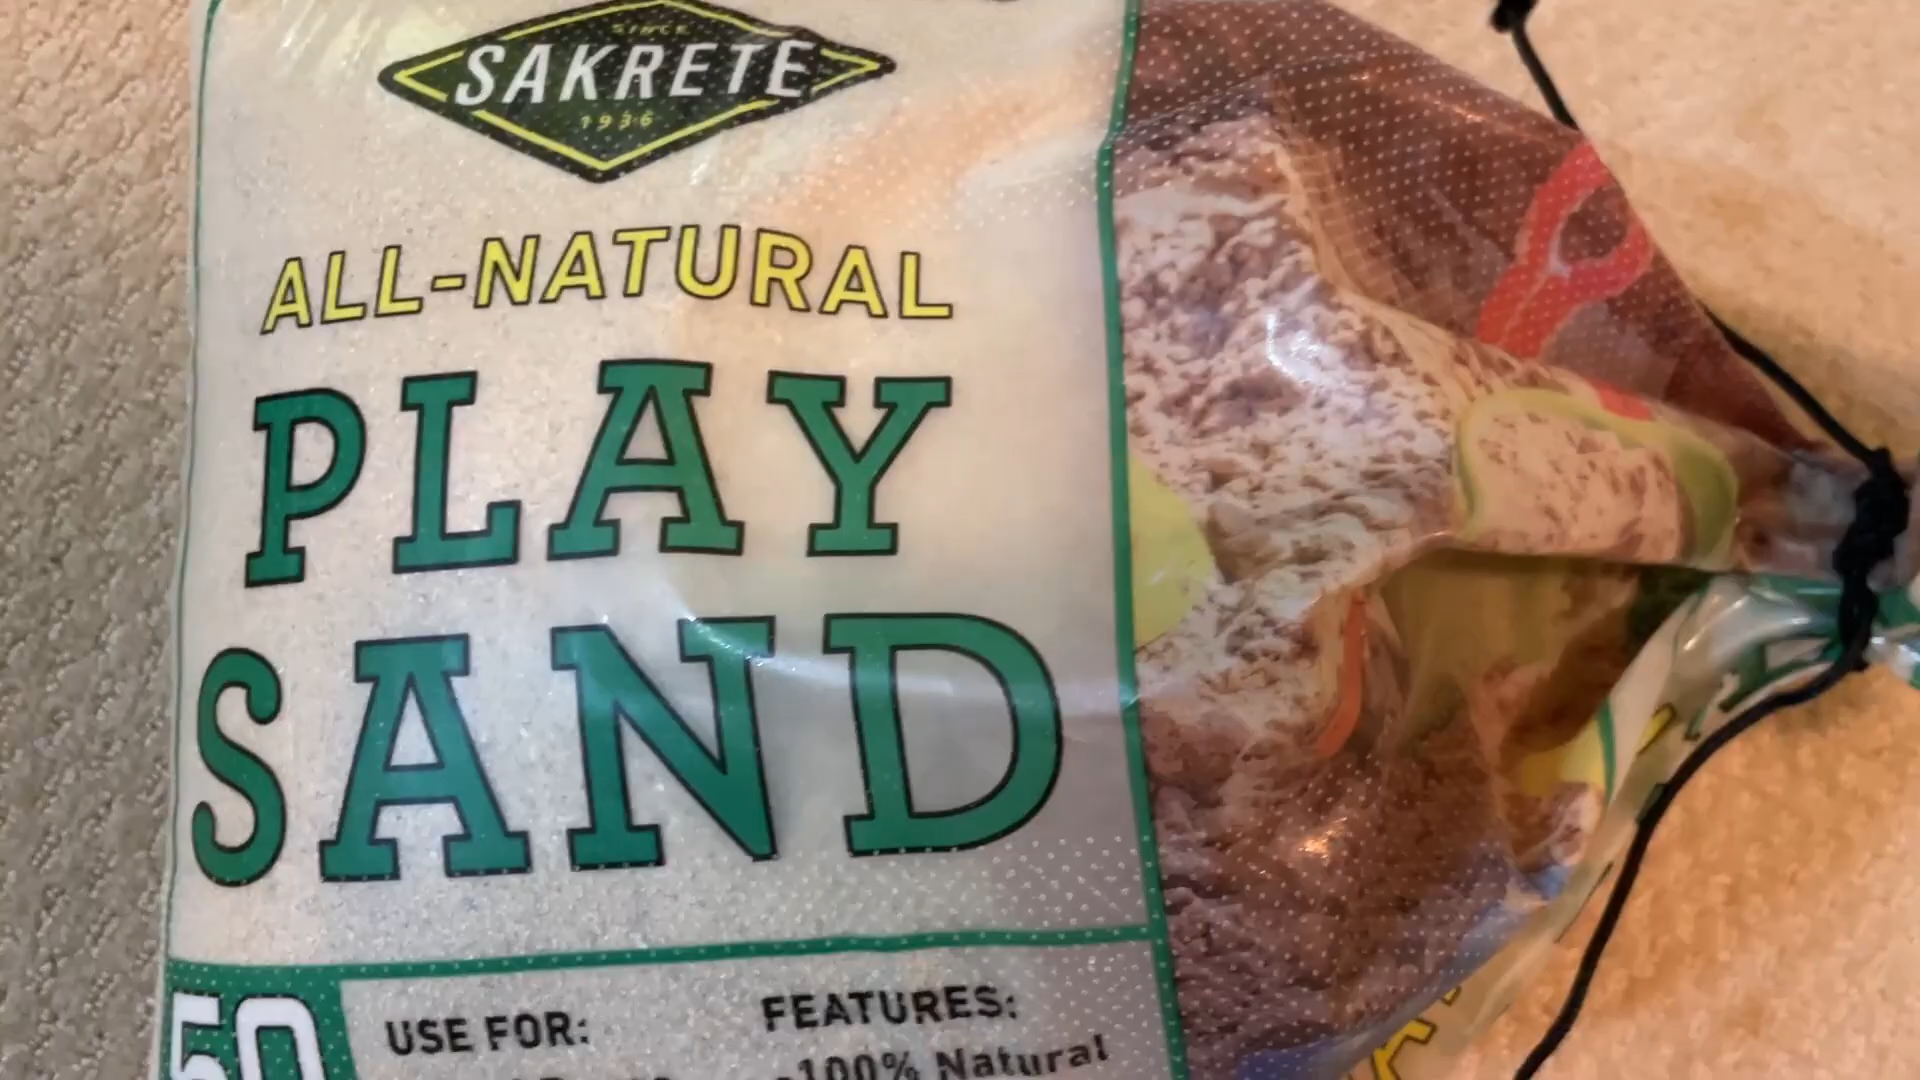 SINCE
SAKRETE
1936
ALL-NATURAL
PLAY
SAND
50
USE FOR:
FEATURES:
100% Natural